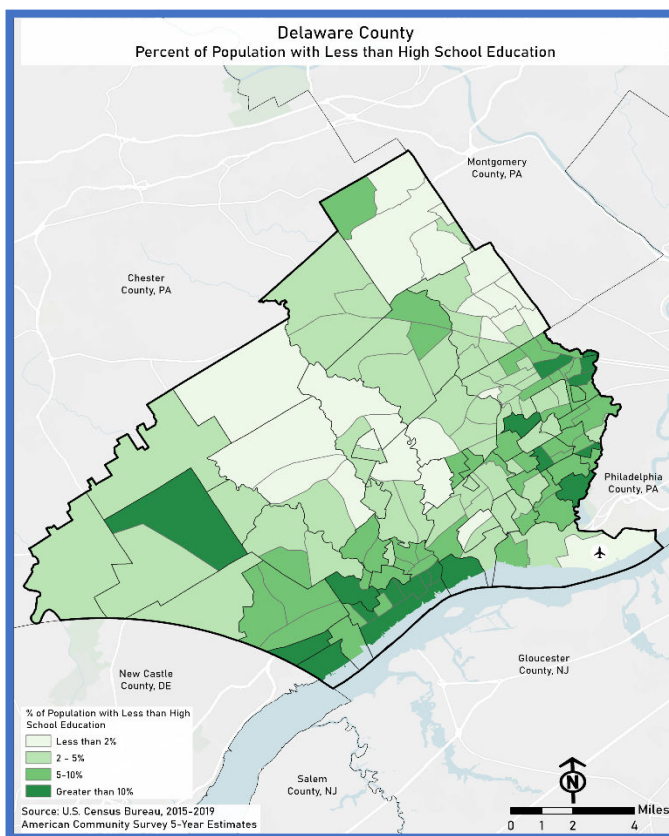 Delaware County
Percent of Population with Less than High School Education
Montgomery
County, PA
Chester
County, PA
Philadelphia
County, PA
New Castle
County, DE
Gloucester
County, NJ
Salem
County, NJ
% of Population with Less than High
School Education
Less than 2%
2 - 5%
5-10%
Greater than 10%
Source: U.S. Census Bureau, 2015-2019
American Community Survey 5-Year Estimates
N
Miles
0 1 2 4